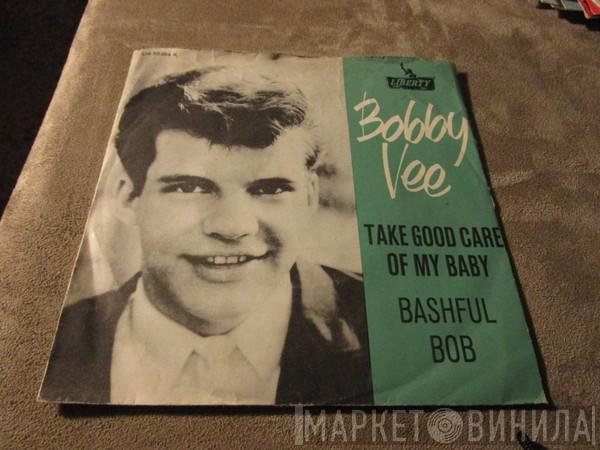 LIBERTY
Bobby
Vee
TAKE GOOD CARE
OF MY BABY
BASHFUL
BOB
МАРКЕТ ВИНИЛА